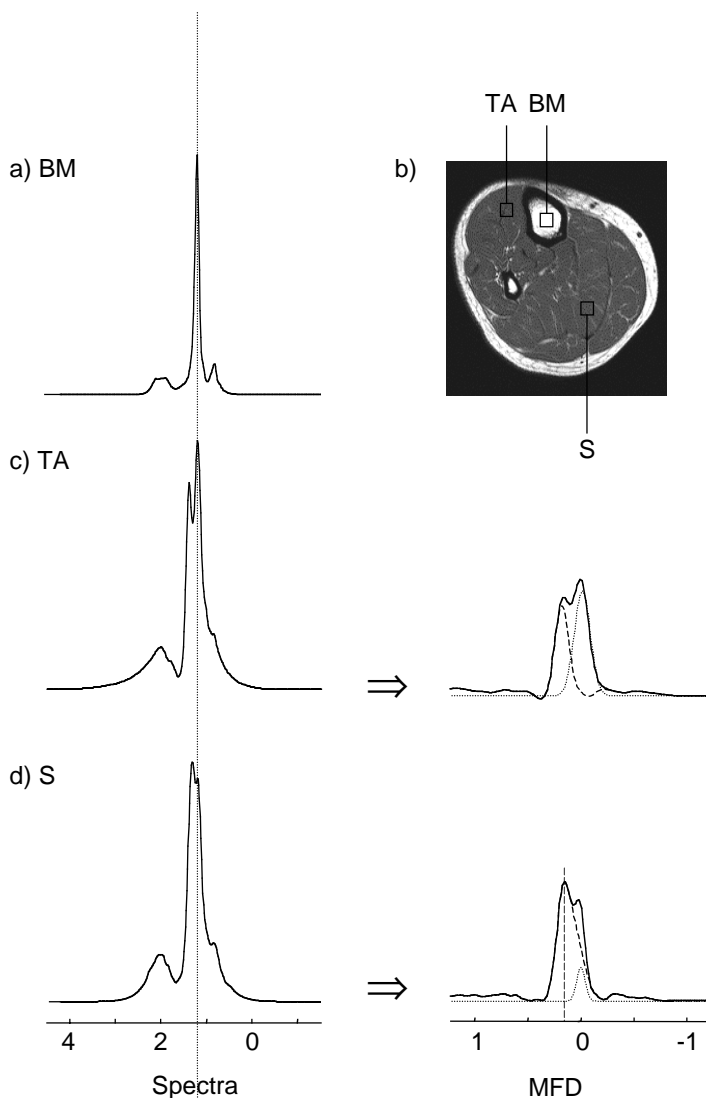 TA BM
a) BM
b)
S
c) TA
⇒
d) S
⇒
4 2 0
1 0 -1
Spectra
MFD